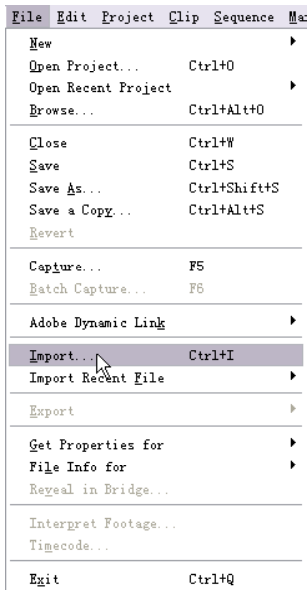 File Edit Project Clip Sequence Ma
New
Open Project... Ctrl+O
Open Recent Project
Browse... Ctrl+Alt+O
Close Ctrl+W
Save Ctrl+S
Save As... Ctrl+Shift+S
Save a Copy... Ctrl+Alt+S
Revert
Capture... F5
Batch Capture... F6
Adobe Dynamic Link
Import... Ctrl+I
Import Recent File
Export
Get Properties for
File Info for
Reveal in Bridge...
Interpret Footage...
Timecode...
Exit Ctrl+Q